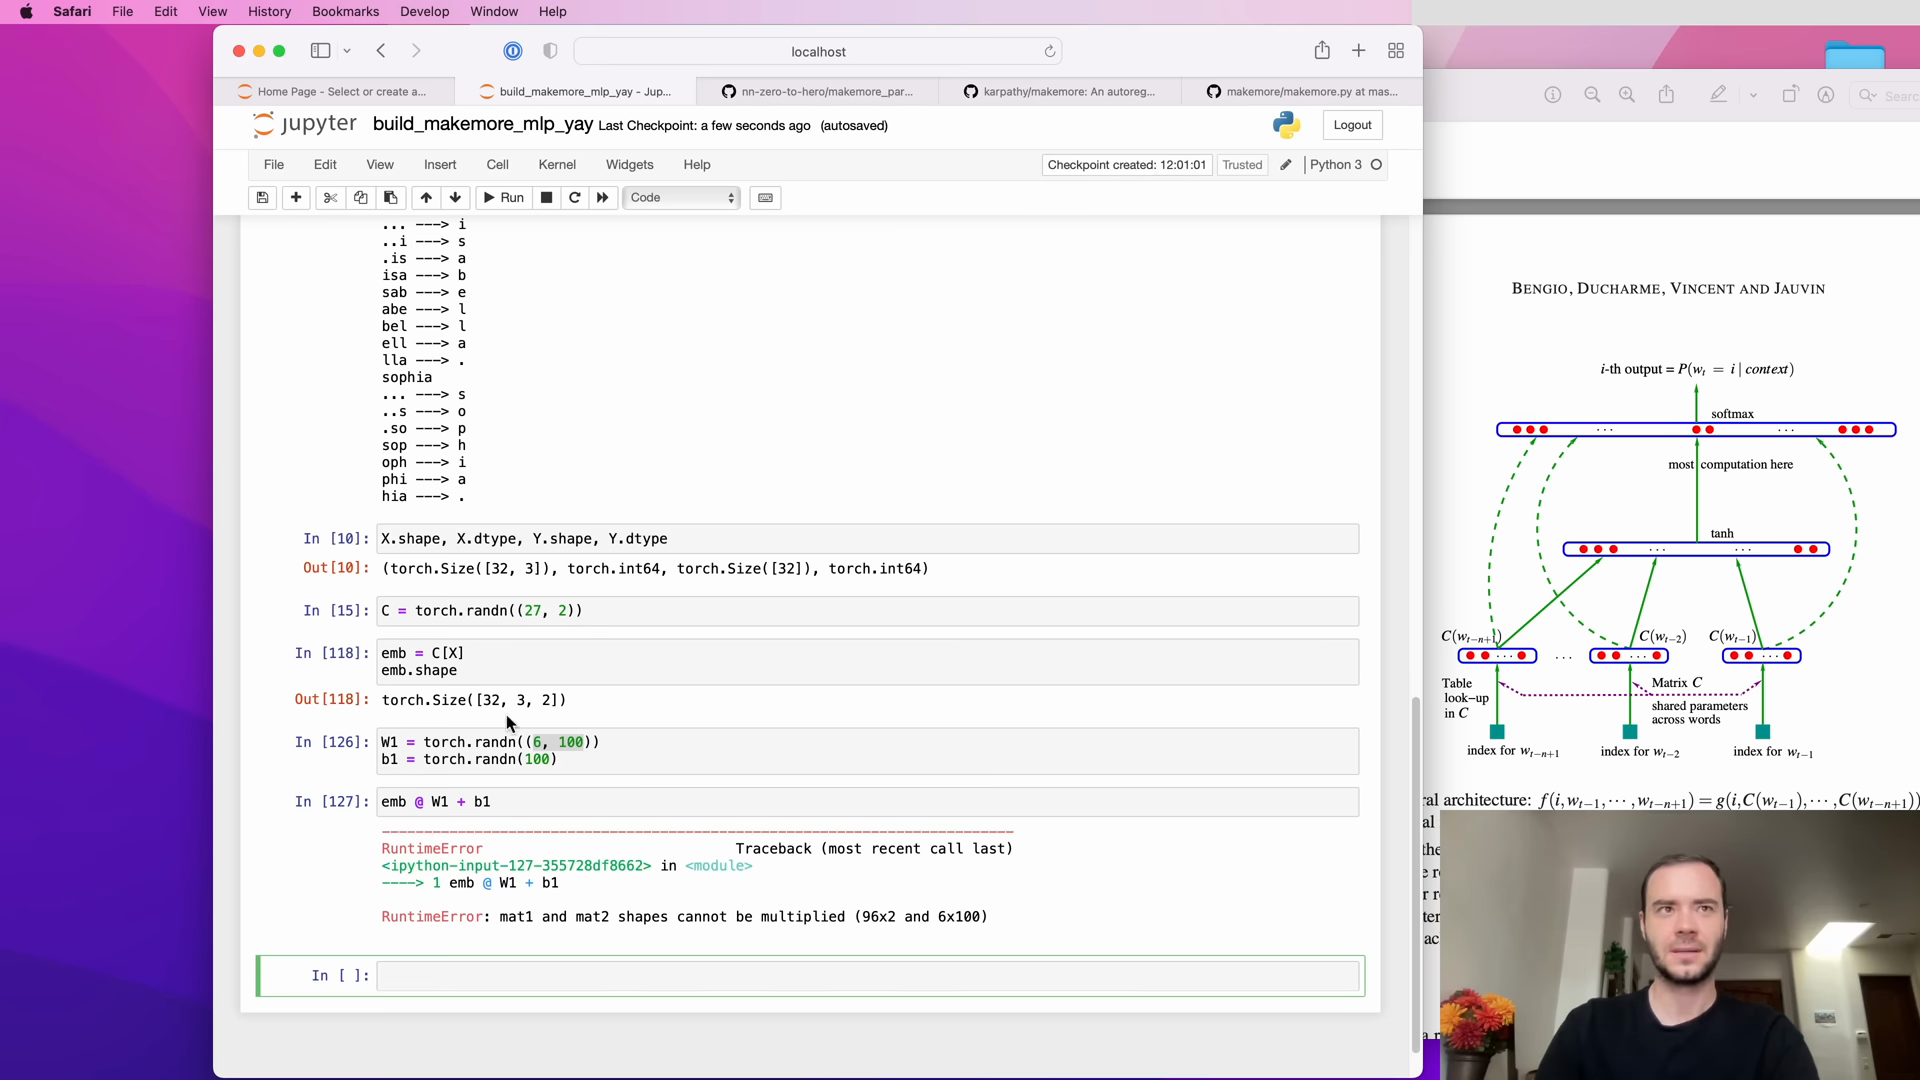 Safari File Edit View History Bookmarks Develop Window Help
localhost
Home Page - Select or create a...
build_makemore_mlp_yay - Jup...
nn-zero-to-hero/makemore_par...
karpathy/makemore: An autoreg...
makemore/makemore.py at mas...
jupyter build_makemore_mlp_yay Last Checkpoint: a few seconds ago (autosaved)
Logout
File Edit View Insert Cell Kernel Widgets Help
Checkpoint created: 12:01:01 Trusted Python 3
Run Code
... ---> i
..i ---> s
.is ---> a
isa ---> b
sab ---> e
abe ---> l
bel ---> l
ell ---> a
lla ---> .
sophia
... ---> s
..s ---> o
.so ---> p
sop ---> h
oph ---> i
phi ---> a
hia ---> .
In [10]: X.shape, X.dtype, Y.shape, Y.dtype
Out[10]: (torch.Size([32, 3]), torch.int64, torch.Size([32]), torch.int64)
In [15]: C = torch.randn((27, 2))
In [118]: emb = C[X]
emb.shape
Out[118]: torch.Size([32, 3, 2])
In [126]: W1 = torch.randn((6, 100))
b1 = torch.randn(100)
In [127]: emb @ W1 + b1
---------------------------------------------------------------------------
RuntimeError Traceback (most recent call last)
<ipython-input-127-355728df8662> in <module>
----> 1 emb @ W1 + b1
RuntimeError: mat1 and mat2 shapes cannot be multiplied (96x2 and 6x100)
In [ ]:
Search
BENGIO, DUCHARME, VINCENT AND JAUVIN
i-th output = P(w_t = i | context)
softmax
...
...
most computation here
tanh
...
...
C(w_{t-n+1})
C(w_{t-2})
C(w_{t-1})
...
...
...
...
Table
look-up
in C
Matrix C
shared parameters
across words
index for w_{t-n+1}
index for w_{t-2}
index for w_{t-1}
ral architecture: f(i,w_{t-1},···,w_{t-n+1}) = g(i,C(w_{t-1}),···,C(w_{t-n+1}))